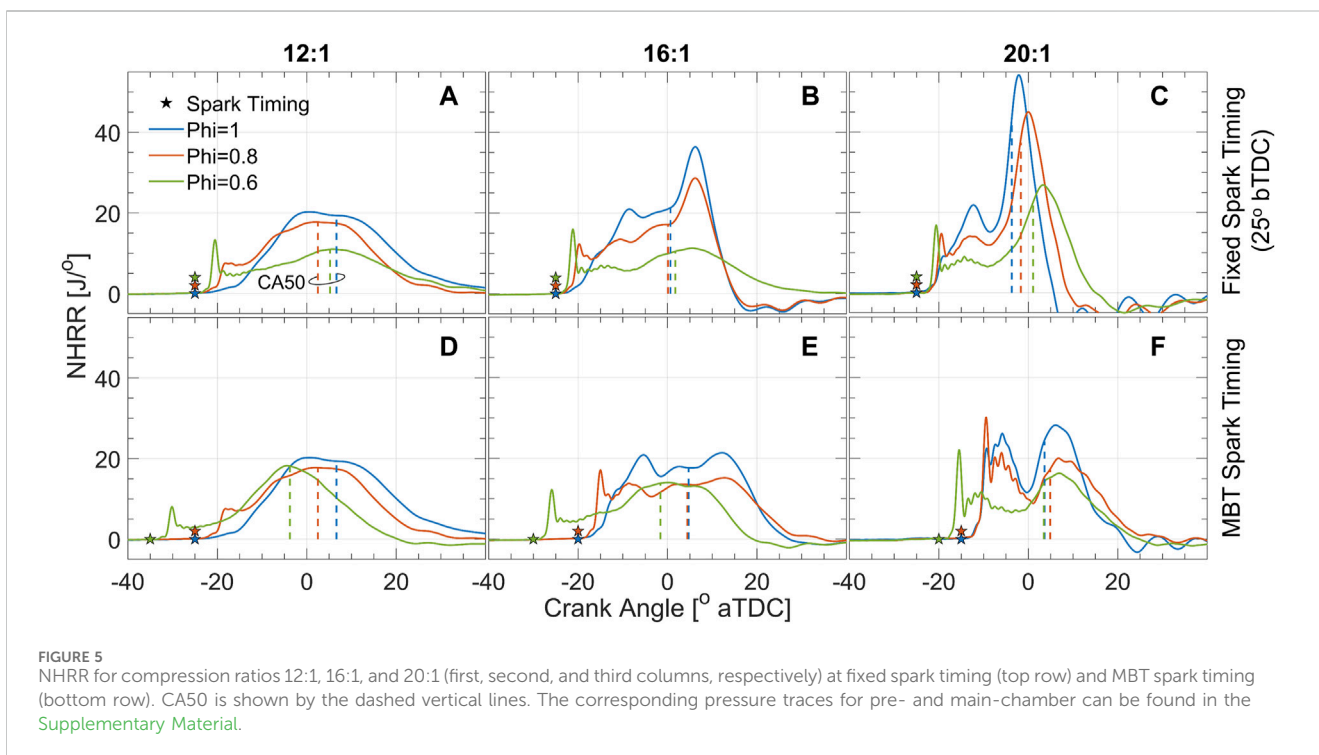 12:1 16:1 20:1
A B C
Spark Timing
Phi=1
Phi=0.8
Phi=0.6
CA50
40
20
0
Fixed Spark Timing
(25° bTDC)
NHRR [J/°]
D E F
40
20
0
MBT Spark Timing
-40 -20 0 20 -40 -20 0 20 -40 -20 0 20
Crank Angle [° aTDC]
FIGURE 5
NHRR for compression ratios 12:1, 16:1, and 20:1 (first, second, and third columns, respectively) at fixed spark timing (top row) and MBT spark timing
(bottom row). CA50 is shown by the dashed vertical lines. The corresponding pressure traces for pre- and main-chamber can be found in the
Supplementary Material.